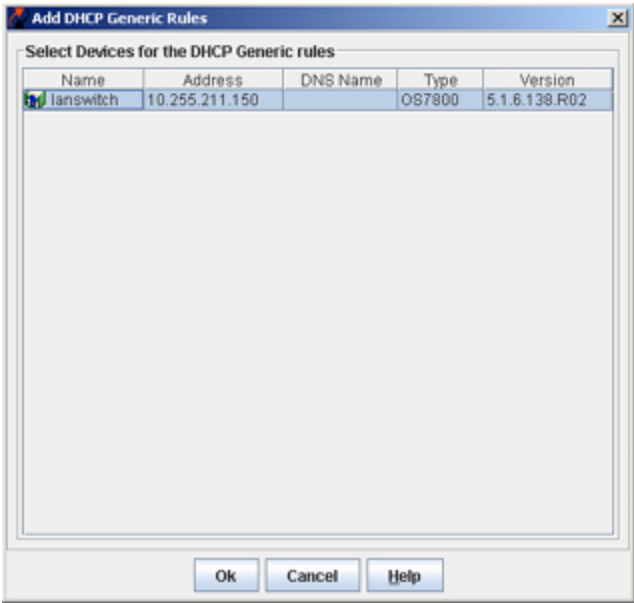 Add DHCP Generic Rules
Select Devices for the DHCP Generic rules
Name Address DNS Name Type Version
lanswitch 10.255.211.150 OS7800 5.1.6.138.R02
Ok Cancel Help